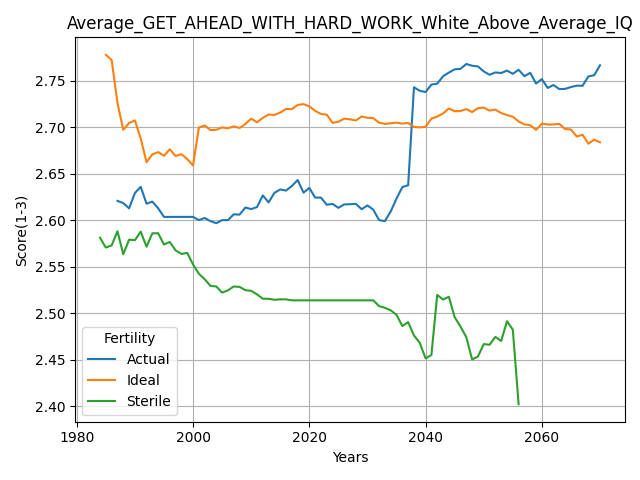 Average_GET_AHEAD_WITH_HARD_WORK_White_Above_Average_IQ
Score(1-3)
2.75
2.70
2.65
2.60
2.55
2.50
2.45
2.40
Fertility
Actual
Ideal
Sterile
1980 2000 2020 2040 2060
Years